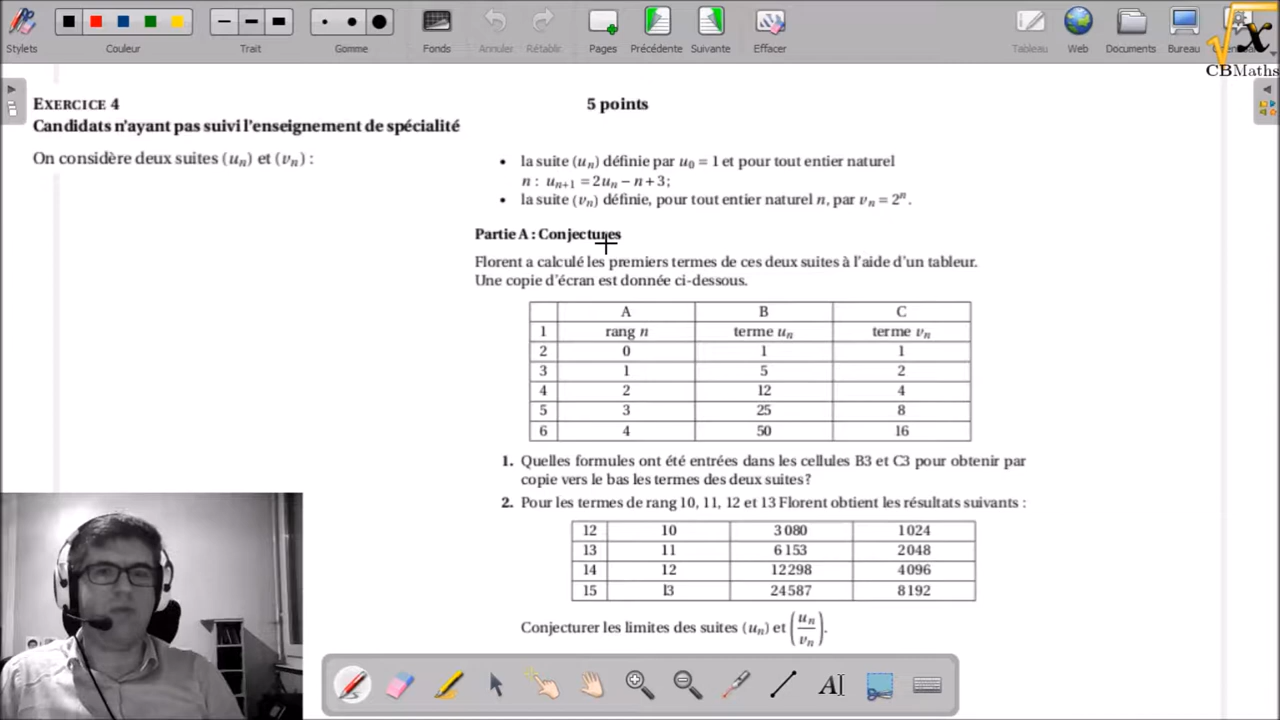 Stylets Couleur Trait Gomme Fonds Annuler Rétablir Pages Précédente Suivante Effacer Tableau Web Documents Bureau
√x
CBMaths
EXERCICE 4 5 points
Candidats n'ayant pas suivi l'enseignement de spécialité
On considère deux suites (uₙ) et (vₙ) :
• la suite (uₙ) définie par u₀ = 1 et pour tout entier naturel
n : uₙ₊₁ = 2uₙ − n + 3;
• la suite (vₙ) définie, pour tout entier naturel n, par vₙ = 2ⁿ.
Partie A : Conjectures
Florent a calculé les premiers termes de ces deux suites à l'aide d'un tableur.
Une copie d'écran est donnée ci-dessous.
A B C
1 rang n terme uₙ terme vₙ
2 0 1 1
3 1 5 2
4 2 12 4
5 3 25 8
6 4 50 16
1. Quelles formules ont été entrées dans les cellules B3 et C3 pour obtenir par
copie vers le bas les termes des deux suites?
2. Pour les termes de rang 10, 11, 12 et 13 Florent obtient les résultats suivants :
12 10 3 080 1 024
13 11 6 153 2 048
14 12 12 298 4 096
15 13 24 587 8 192
Conjecturer les limites des suites (uₙ) et (uₙ/vₙ).
AI